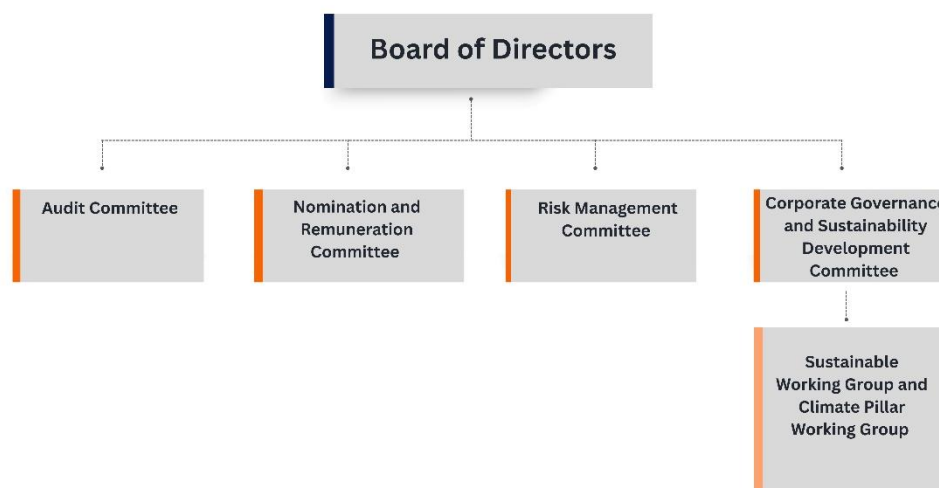 Board of Directors
Audit Committee
Nomination and
Remuneration
Committee
Risk Management
Committee
Corporate Governance
and Sustainability
Development
Committee
Sustainable
Working Group and
Climate Pillar
Working Group